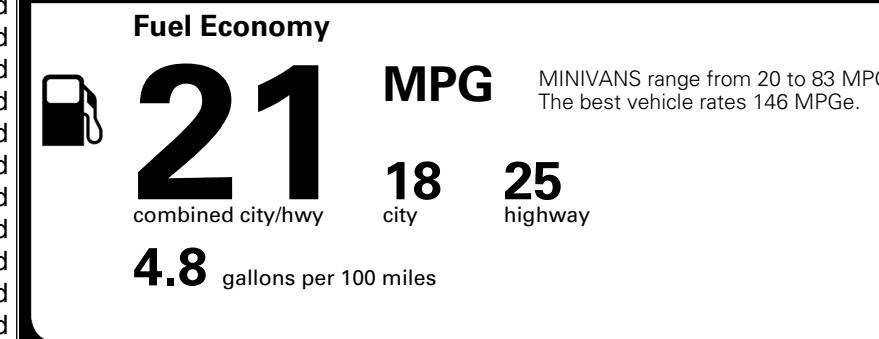 Fuel Economy
21 MPG
MINIVANS range from 20 to 83 MPG
The best vehicle rates 146 MPGe.
18 25
combined city/hwy city highway
4.8 gallons per 100 miles
d
d
d
d
d
d
d
d
d
d
d